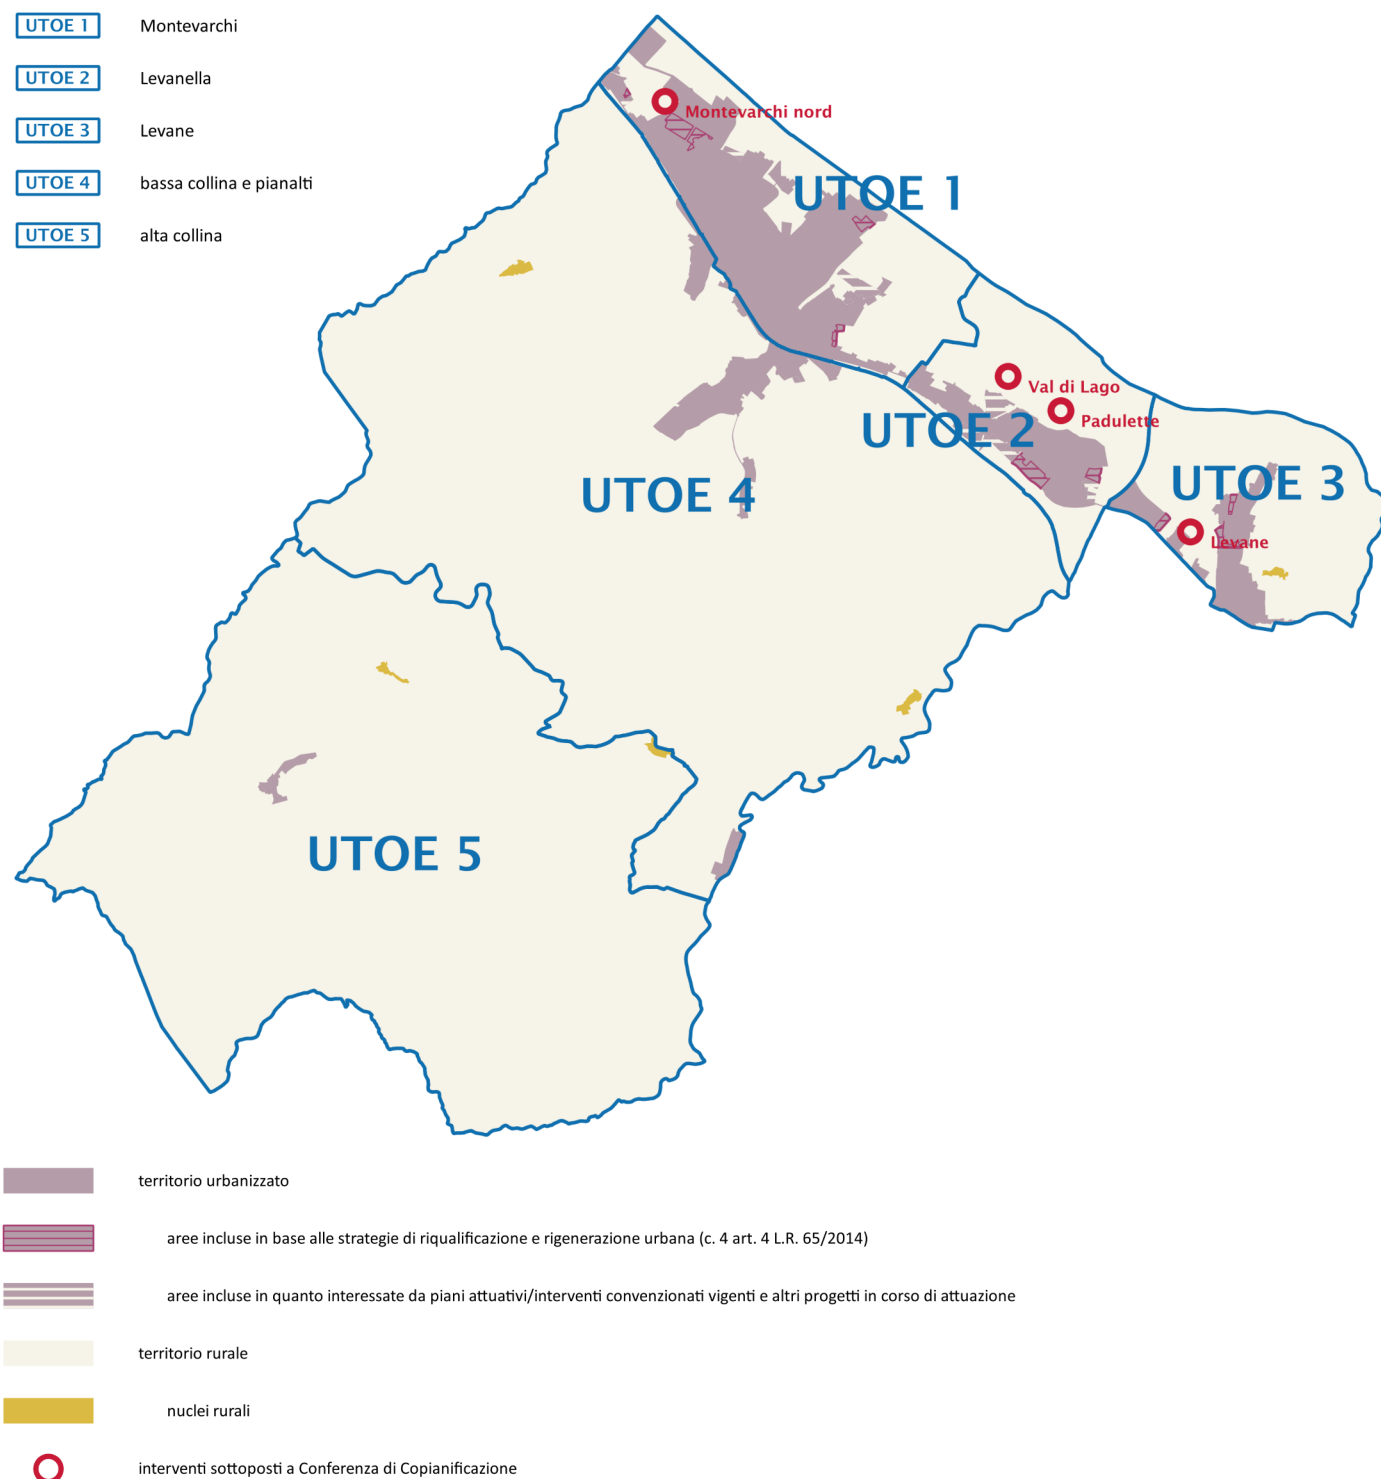 UTOE 1 Montevarchi
UTOE 2 Levanella
UTOE 3 Levane
UTOE 4 bassa collina e pianalti
UTOE 5 alta collina
Montevarchi nord
UTOE 1
Val di Lago
Padulette
UTOE 2
UTOE 3
UTOE 4
Levane
UTOE 5
territorio urbanizzato
aree incluse in base alle strategie di riqualificazione e rigenerazione urbana (c. 4 art. 4 L.R. 65/2014)
aree incluse in quanto interessate da piani attuativi/interventi convenzionati vigenti e altri progetti in corso di attuazione
territorio rurale
nuclei rurali
interventi sottoposti a Conferenza di Copianificazione